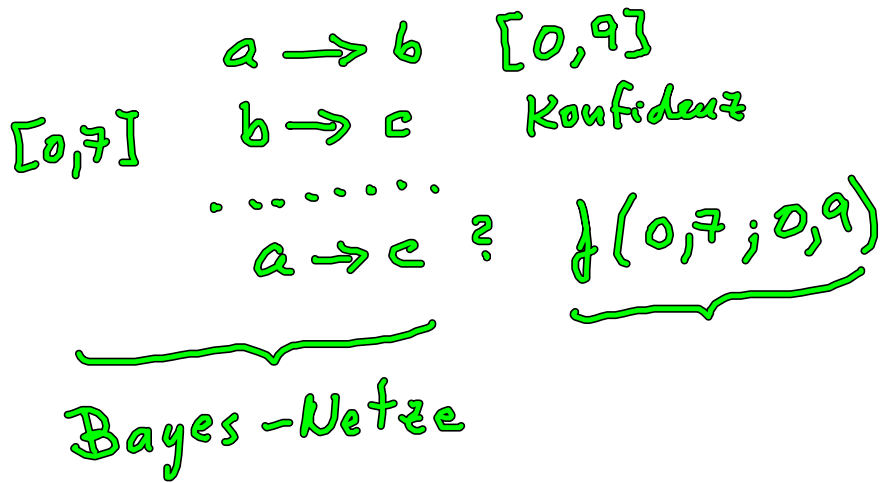 a → b [0,9]
[0,7] b → c Konfidenz
a → c ? f(0,7 ; 0,9)
Bayes-Netze